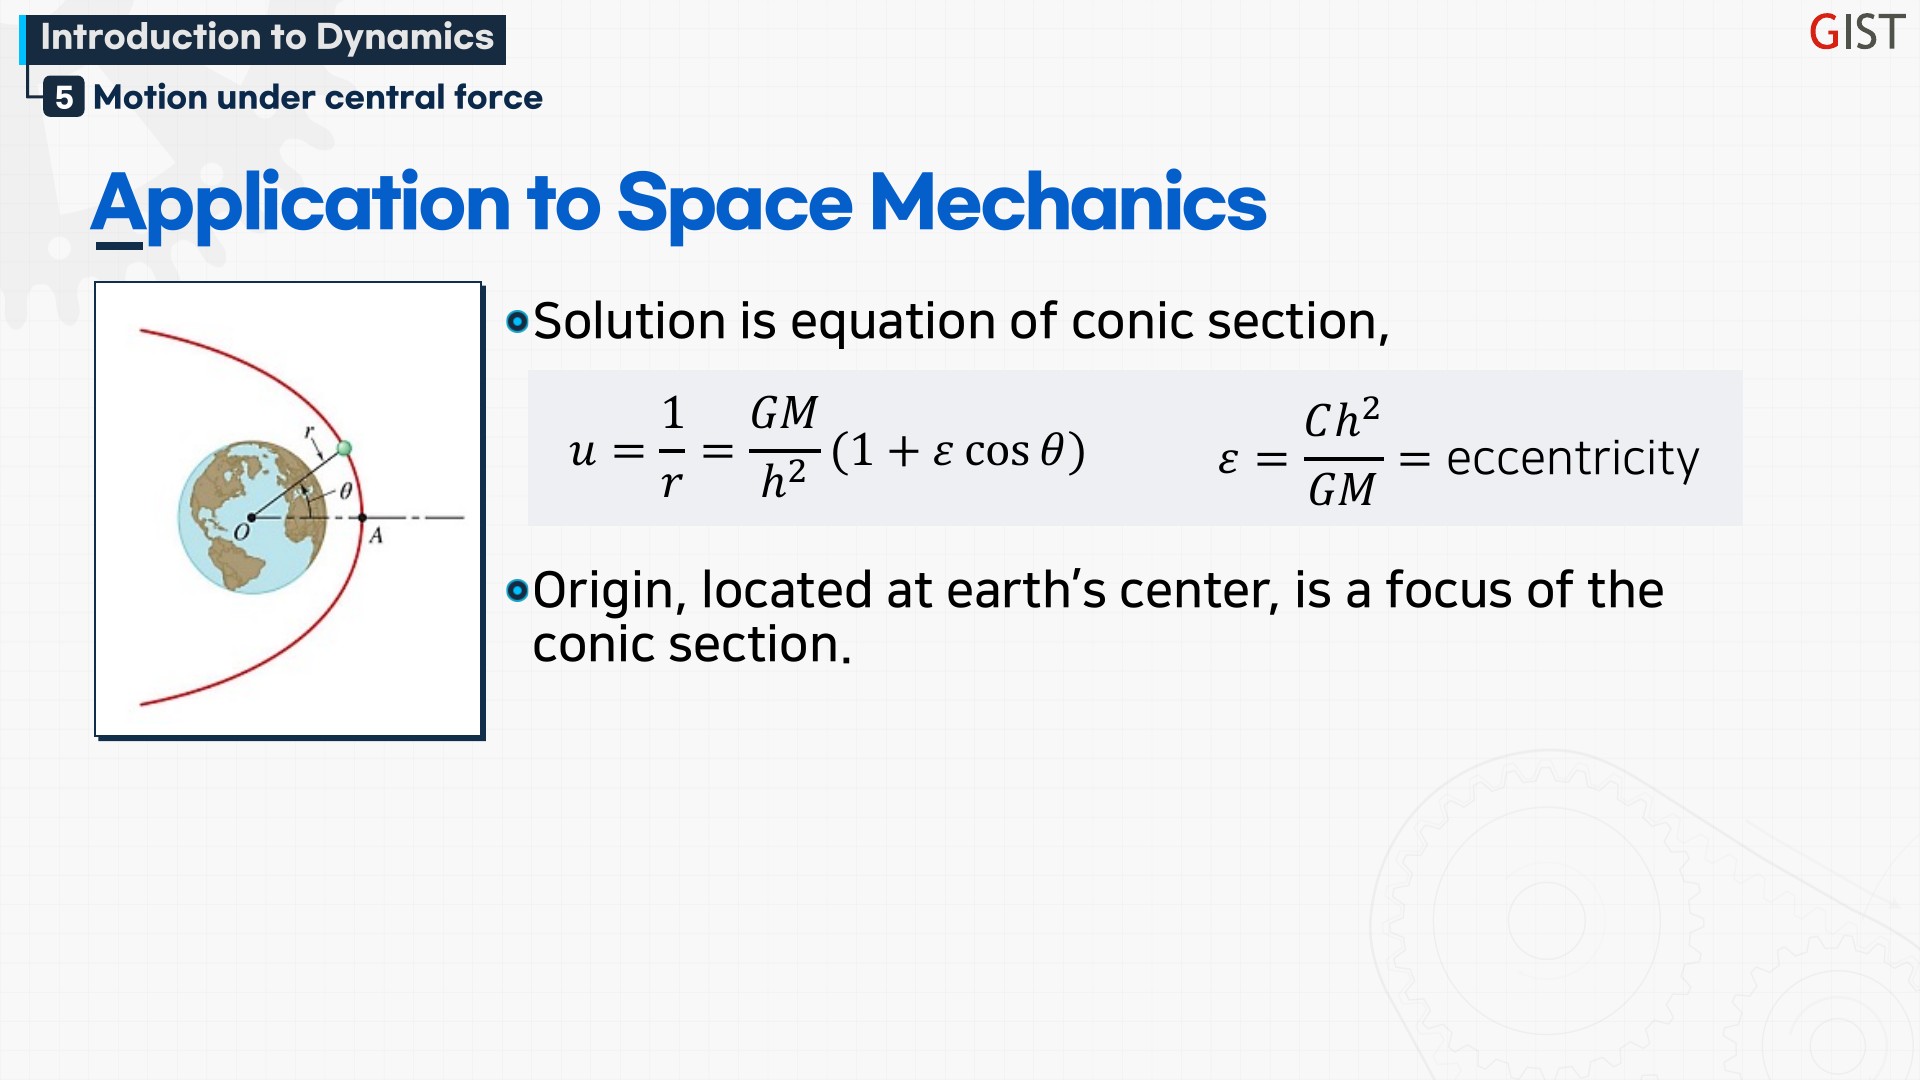 Introduction to Dynamics
GIST
5 Motion under central force
Application to Space Mechanics
Solution is equation of conic section,
u = 1/r = GM/h² (1 + ε cos θ)
ε = Ch²/GM = eccentricity
r
θ
O
A
Origin, located at earth's center, is a focus of the
conic section.